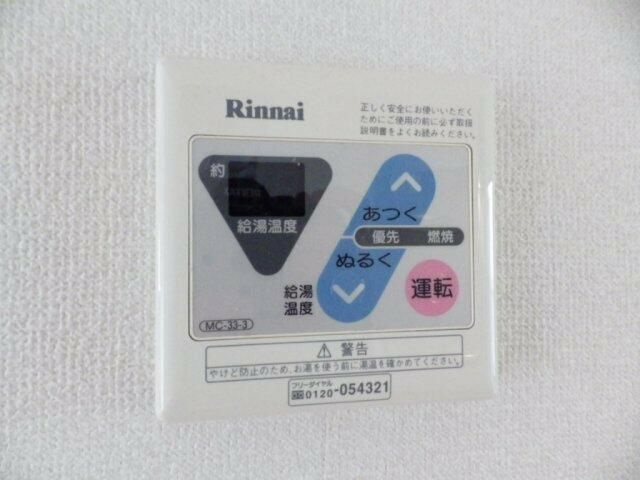 Rinnai
正しく安全にお使いいただく
ためにご使用の前に必ず取扱
説明書をよくお読みください。
約
給湯温度
あつく
優先 燃焼
ぬるく
給湯
温度
運転
MC-33-3
⚠ 警告
やけど防止のため、お湯を使う前に湯温を確かめてください。
フリーダイヤル
0120-054321